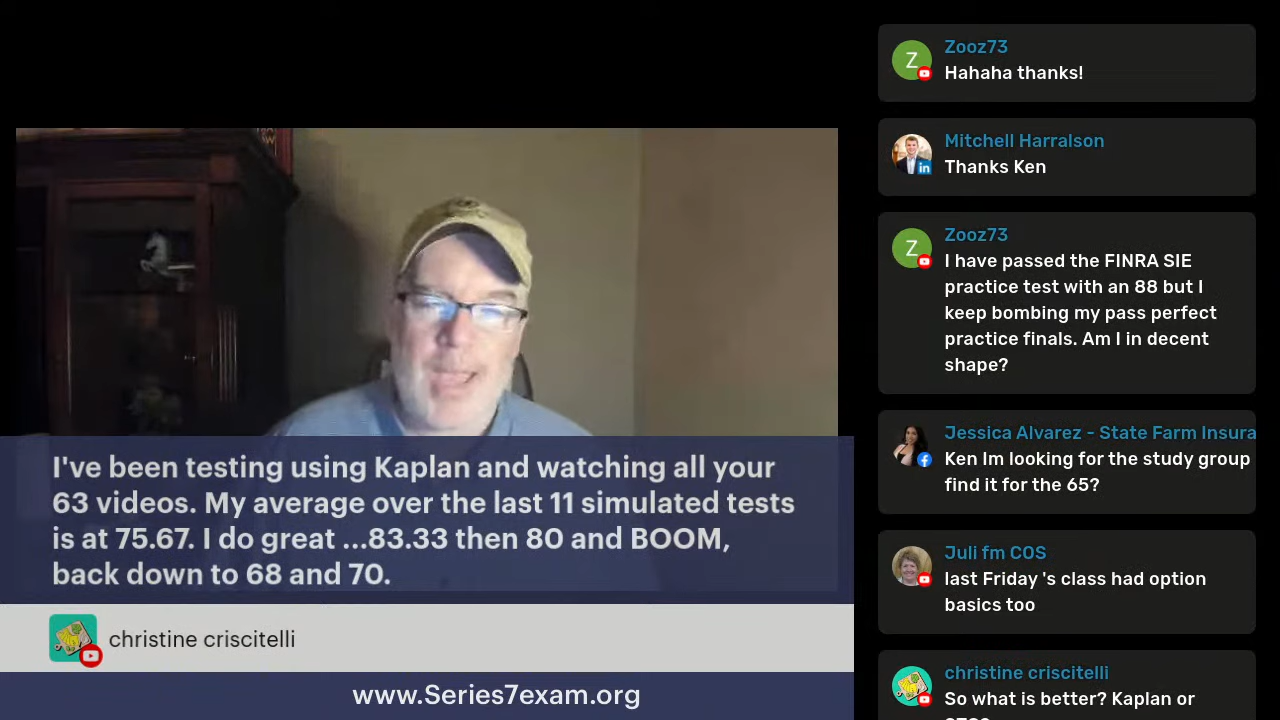 I've been testing using Kaplan and watching all your
63 videos. My average over the last 11 simulated tests
is at 75.67. I do great ...83.33 then 80 and BOOM,
back down to 68 and 70.
christine criscitelli
www.Series7exam.org
Z
Zooz73
Hahaha thanks!
Mitchell Harralson
Thanks Ken
in
Z
Zooz73
I have passed the FINRA SIE
practice test with an 88 but I
keep bombing my pass perfect
practice finals. Am I in decent
shape?
Jessica Alvarez - State Farm Insura
Ken Im looking for the study group
find it for the 65?
Juli fm COS
last Friday 's class had option
basics too
christine criscitelli
So what is better? Kaplan or